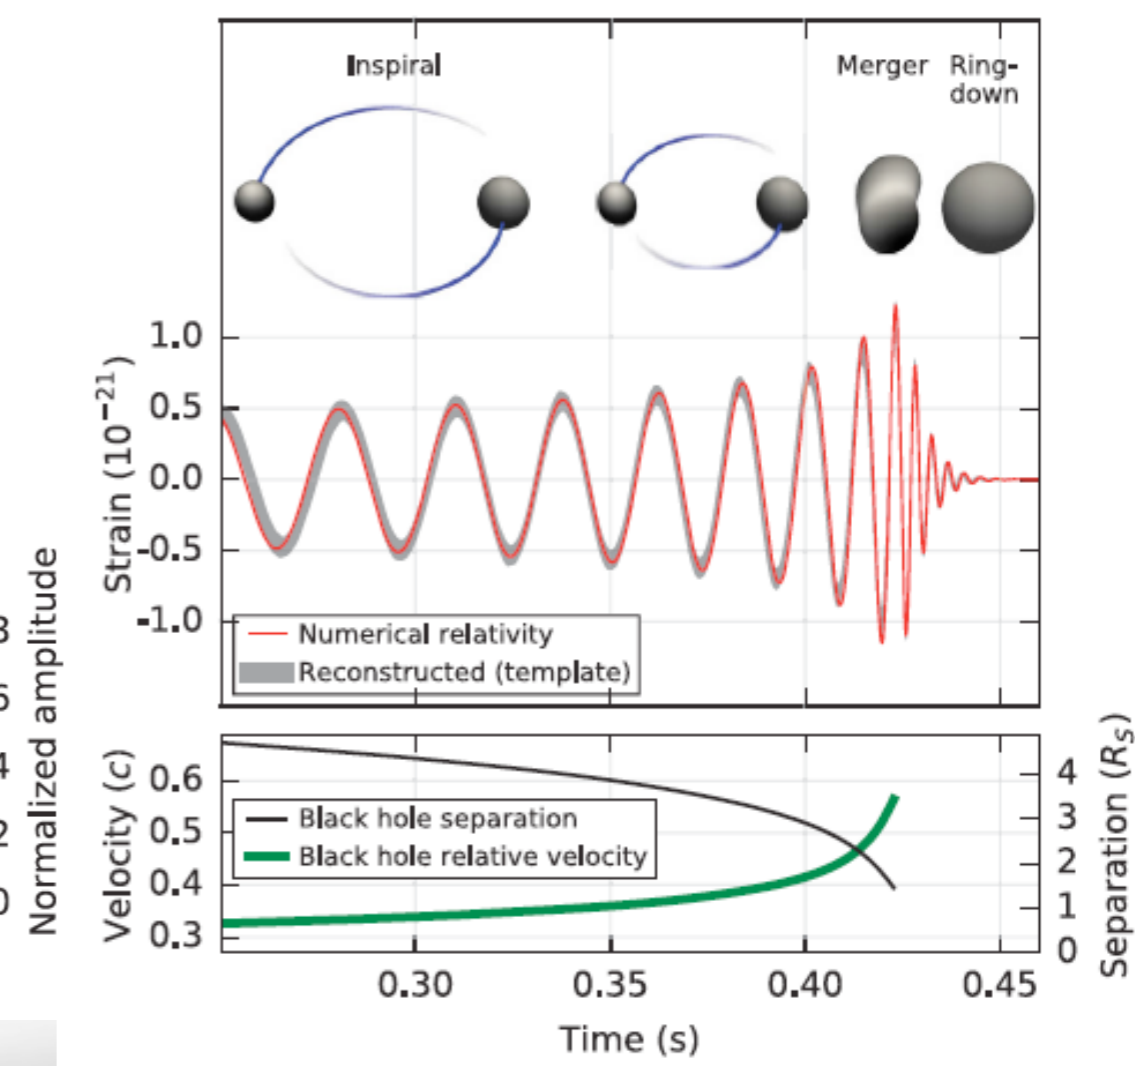 Inspiral
Merger
Ring-
down
Strain (10⁻²¹)
1.0
0.5
0.0
-0.5
-1.0
Numerical relativity
Reconstructed (template)
Normalized amplitude
Velocity (c)
0.6
0.5
0.4
0.3
Black hole separation
Black hole relative velocity
4
3
2
1
0
Separation (R_S)
0.30
0.35
0.40
0.45
Time (s)